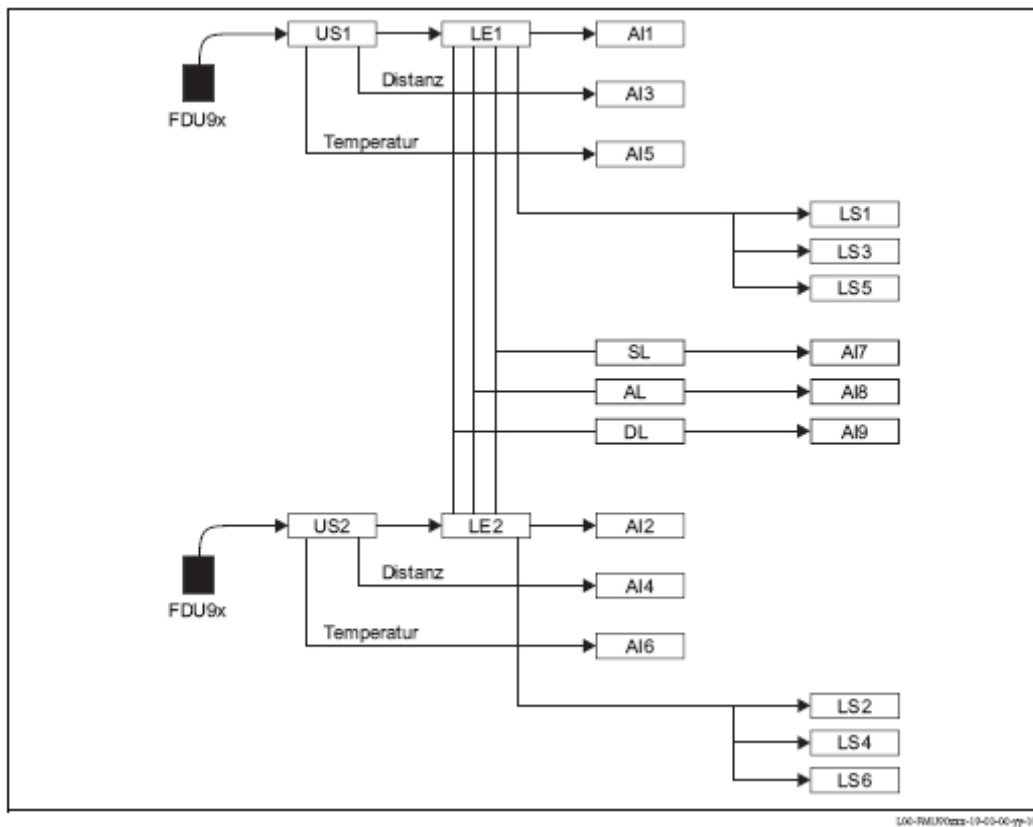 US1 LE1 AI1
Distanz AI3
FDU9x
Temperatur AI5
LS1
LS3
LS5
SL AI7
AL AI8
DL AI9
US2 LE2 AI2
Distanz AI4
FDU9x
Temperatur AI6
LS2
LS4
LS6